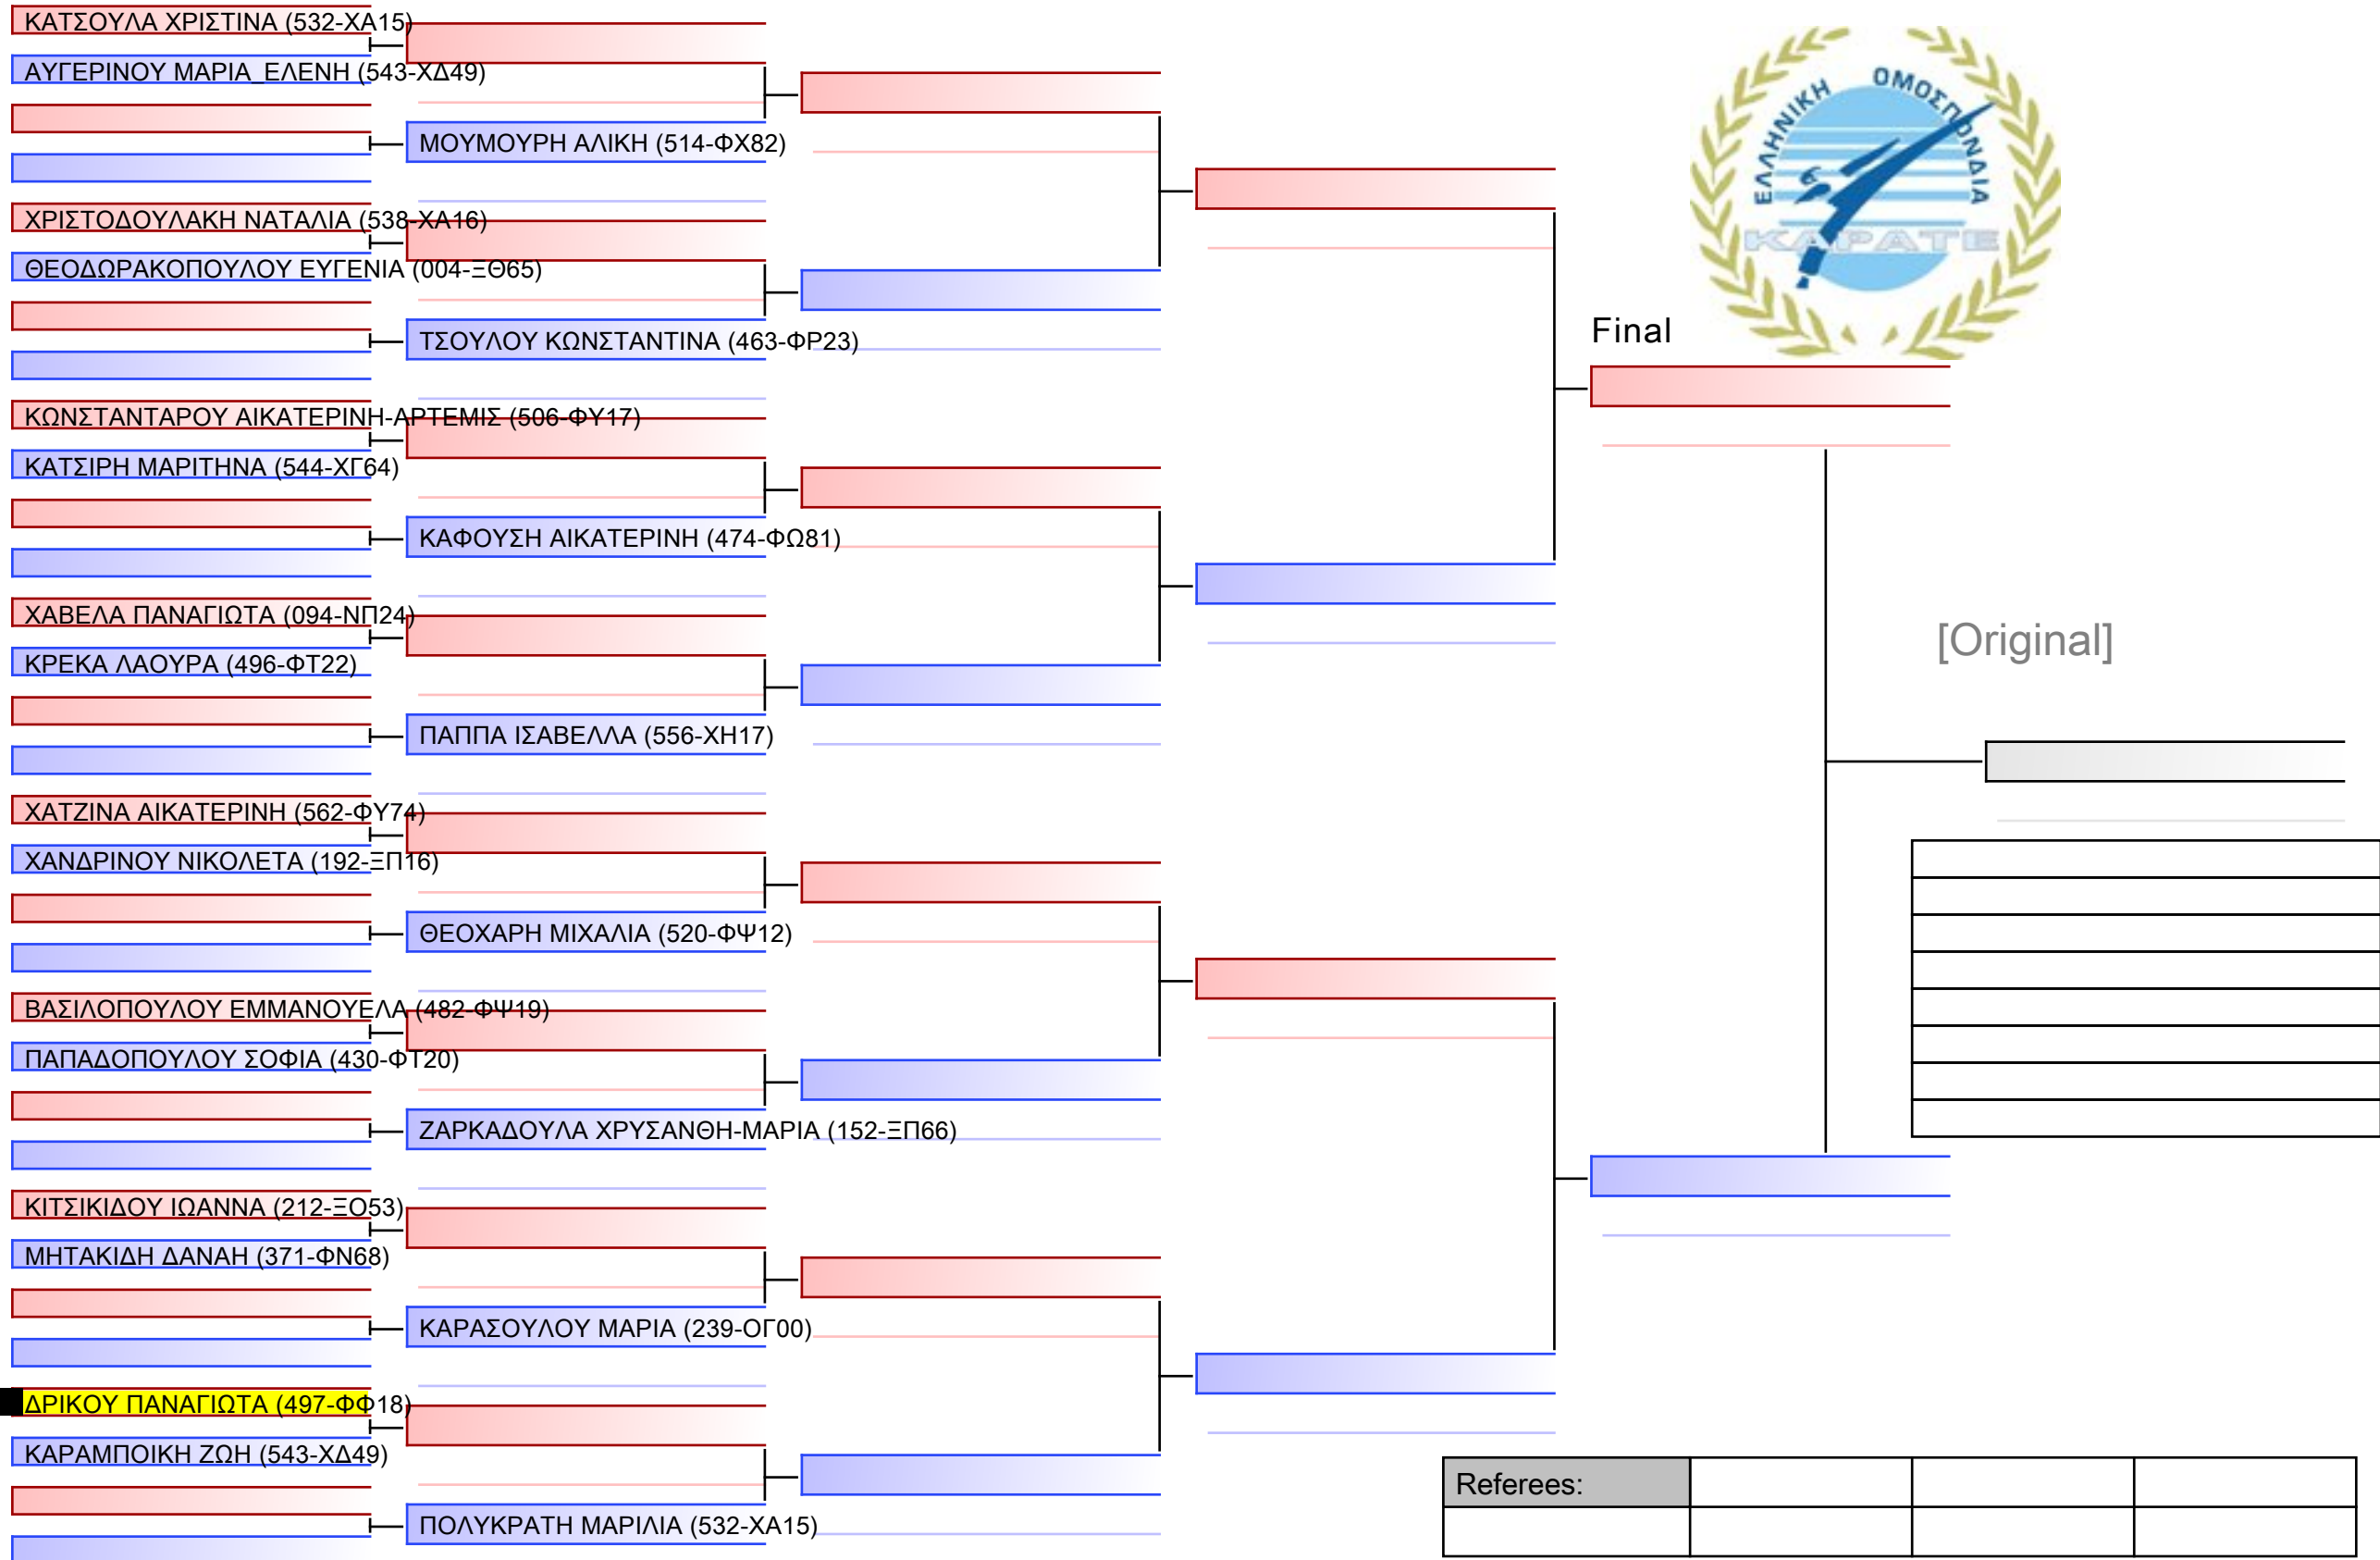 ΚΑΤΣΟΥΛΑ ΧΡΙΣΤΙΝΑ (532-ΧΑ15)
ΑΥΓΕΡΙΝΟΥ ΜΑΡΙΑ_ΕΛΕΝΗ (543-ΧΔ49)
ΜΟΥΜΟΥΡΗ ΑΛΙΚΗ (514-ΦΧ82)
ΧΡΙΣΤΟΔΟΥΛΑΚΗ ΝΑΤΑΛΙΑ (538-ΧΑ16)
ΘΕΟΔΩΡΑΚΟΠΟΥΛΟΥ ΕΥΓΕΝΙΑ (004-ΞΘ65)
ΤΣΟΥΛΟΥ ΚΩΝΣΤΑΝΤΙΝΑ (463-ΦΡ23)
ΚΩΝΣΤΑΝΤΑΡΟΥ ΑΙΚΑΤΕΡΙΝΗ-ΑΡΤΕΜΙΣ (506-ΦΥ17)
ΚΑΤΣΙΡΗ ΜΑΡΙΤΗΝΑ (544-ΧΓ64)
ΚΑΦΟΥΣΗ ΑΙΚΑΤΕΡΙΝΗ (474-ΦΩ81)
ΧΑΒΕΛΑ ΠΑΝΑΓΙΩΤΑ (094-ΝΠ24)
ΚΡΕΚΑ ΛΑΟΥΡΑ (496-ΦΤ22)
ΠΑΠΠΑ ΙΣΑΒΕΛΛΑ (556-ΧΗ17)
ΧΑΤΖΙΝΑ ΑΙΚΑΤΕΡΙΝΗ (562-ΦΥ74)
ΧΑΝΔΡΙΝΟΥ ΝΙΚΟΛΕΤΑ (192-ΞΠ16)
ΘΕΟΧΑΡΗ ΜΙΧΑΛΙΑ (520-ΦΨ12)
ΒΑΣΙΛΟΠΟΥΛΟΥ ΕΜΜΑΝΟΥΕΛΑ (482-ΦΨ19)
ΠΑΠΑΔΟΠΟΥΛΟΥ ΣΟΦΙΑ (430-ΦΤ20)
ΖΑΡΚΑΔΟΥΛΑ ΧΡΥΣΑΝΘΗ-ΜΑΡΙΑ (152-ΞΠ66)
ΚΙΤΣΙΚΙΔΟΥ ΙΩΑΝΝΑ (212-ΞΟ53)
ΜΗΤΑΚΙΔΗ ΔΑΝΑΗ (371-ΦΝ68)
ΚΑΡΑΣΟΥΛΟΥ ΜΑΡΙΑ (239-ΟΓ00)
ΔΡΙΚΟΥ ΠΑΝΑΓΙΩΤΑ (497-ΦΦ18)
ΚΑΡΑΜΠΟΙΚΗ ΖΩΗ (543-ΧΔ49)
ΠΟΛΥΚΡΑΤΗ ΜΑΡΙΛΙΑ (532-ΧΑ15)
ΕΛΛΗΝΙΚΗ ΟΜΟΣΠΟΝΔΙΑ
ΚΑΡΑΤΕ
Final
[Original]
Referees: